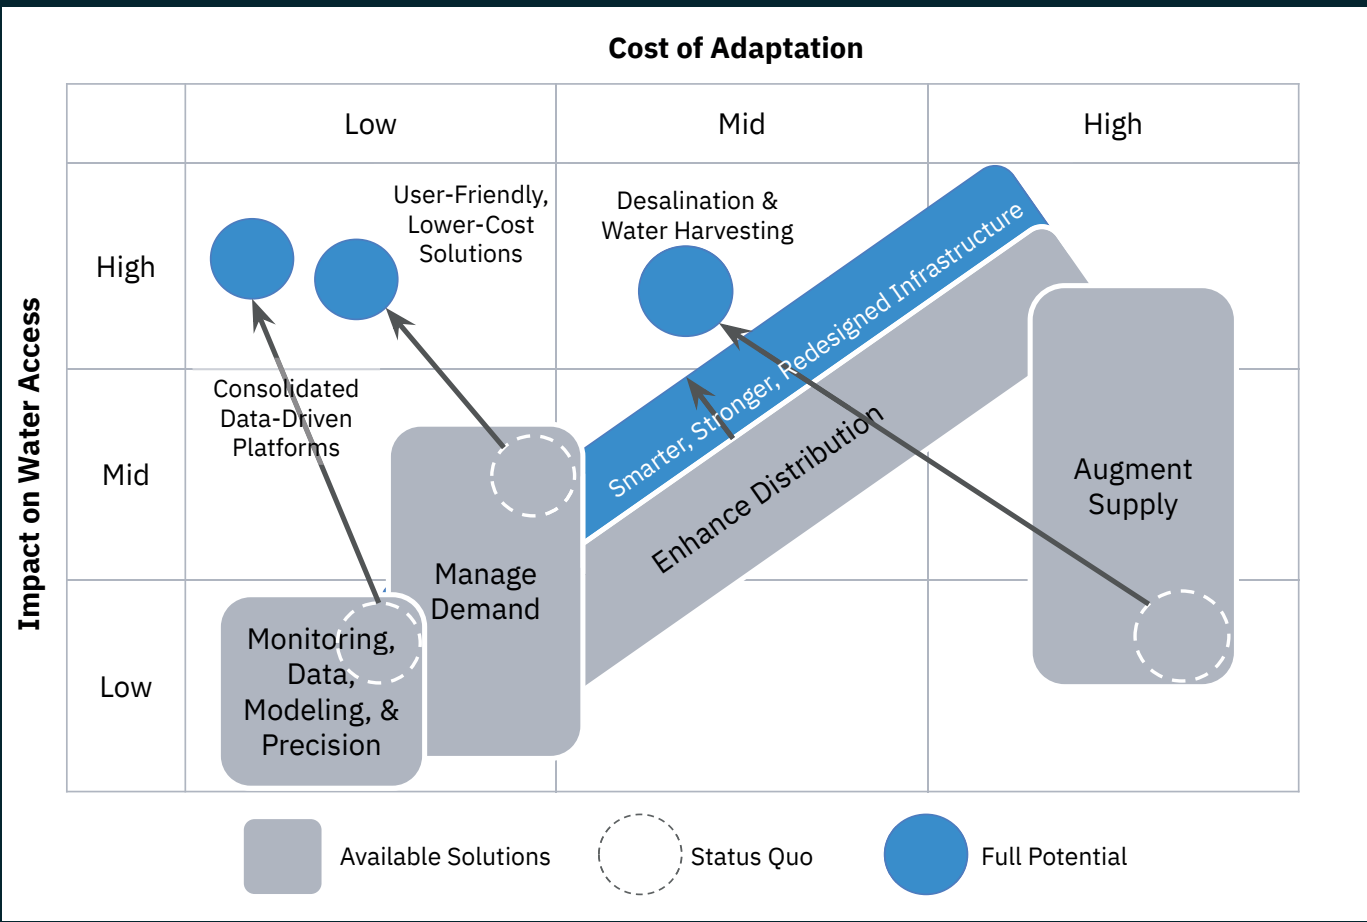 Cost of Adaptation
Low
Mid
High
Impact on Water Access
High
User-Friendly,
Lower-Cost
Solutions
Desalination &
Water Harvesting
Smarter, Stronger, Redesigned Infrastructure
Consolidated
Data-Driven
Platforms
Mid
Enhance Distribution
Augment
Supply
Manage
Demand
Low
Monitoring,
Data,
Modeling, &
Precision
Available Solutions
Status Quo
Full Potential